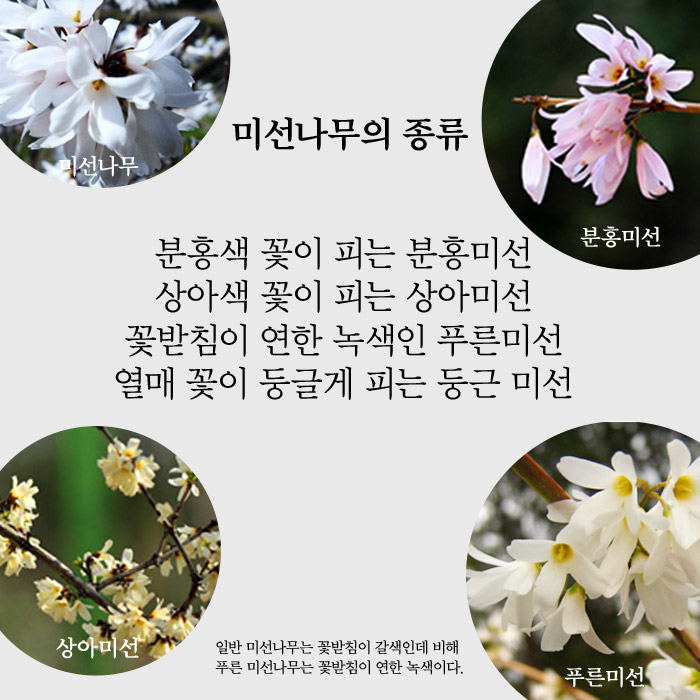 미선나무
미선나무의 종류
분홍미선
분홍색 꽃이 피는 분홍미선
상아색 꽃이 피는 상아미선
꽃받침이 연한 녹색인 푸른미선
열매 꽃이 둥글게 피는 둥근 미선
상아미선
일반 미선나무는 꽃받침이 갈색인데 비해
푸른 미선나무는 꽃받침이 연한 녹색이다.
푸른미선